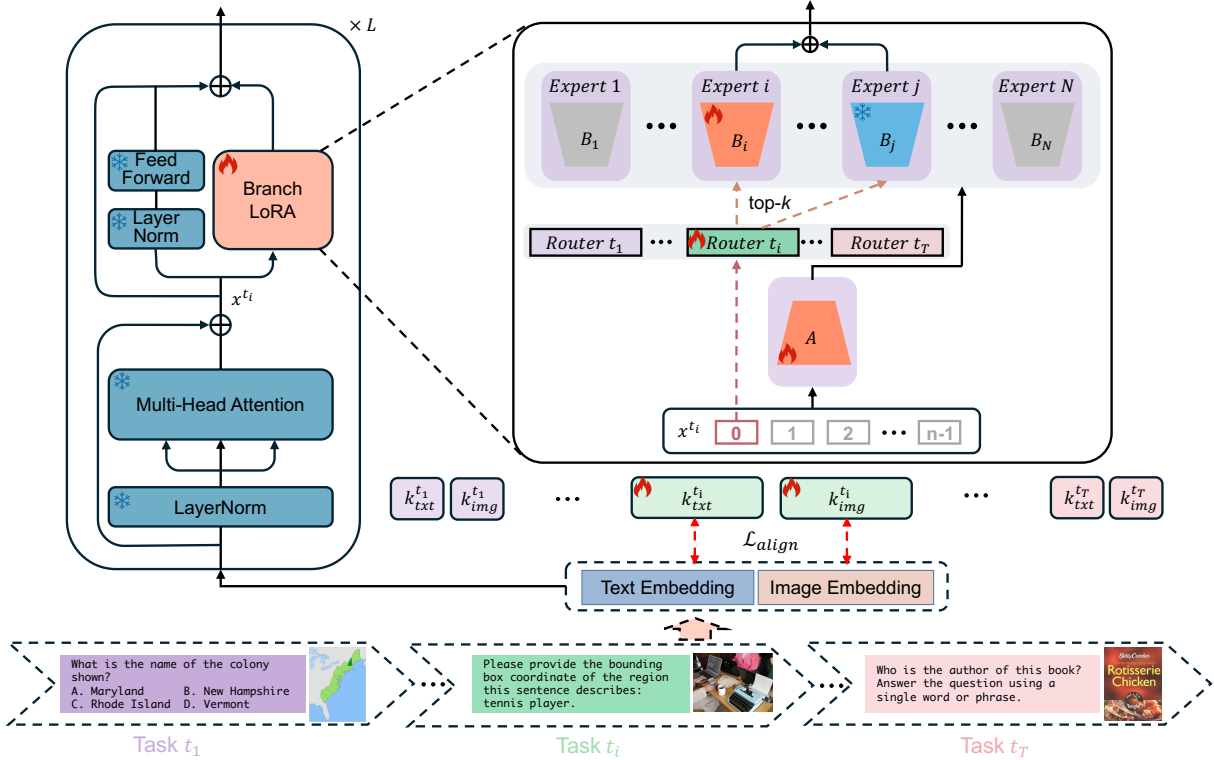 × L
Feed
Forward
Layer
Norm
Branch
LoRA
x^{t_i}
Multi-Head Attention
LayerNorm
Expert 1
Expert i
Expert j
Expert N
B_1
B_i
B_j
B_N
top-k
Router t_1
Router t_i
Router t_T
A
x^{t_i}
0
1
2
n-1
k_{txt}^{t_1}
k_{img}^{t_1}
k_{txt}^{t_i}
k_{img}^{t_i}
k_{txt}^{t_T}
k_{img}^{t_T}
ℒ_{align}
Text Embedding
Image Embedding
What is the name of the colony
shown?
A. Maryland B. New Hampshire
C. Rhode Island D. Vermont
Please provide the bounding
box coordinate of the region
this sentence describes:
tennis player.
Who is the author of this book?
Answer the question using a
single word or phrase.
Betty Crocker
Rotisserie
Chicken
Task t_1
Task t_i
Task t_T